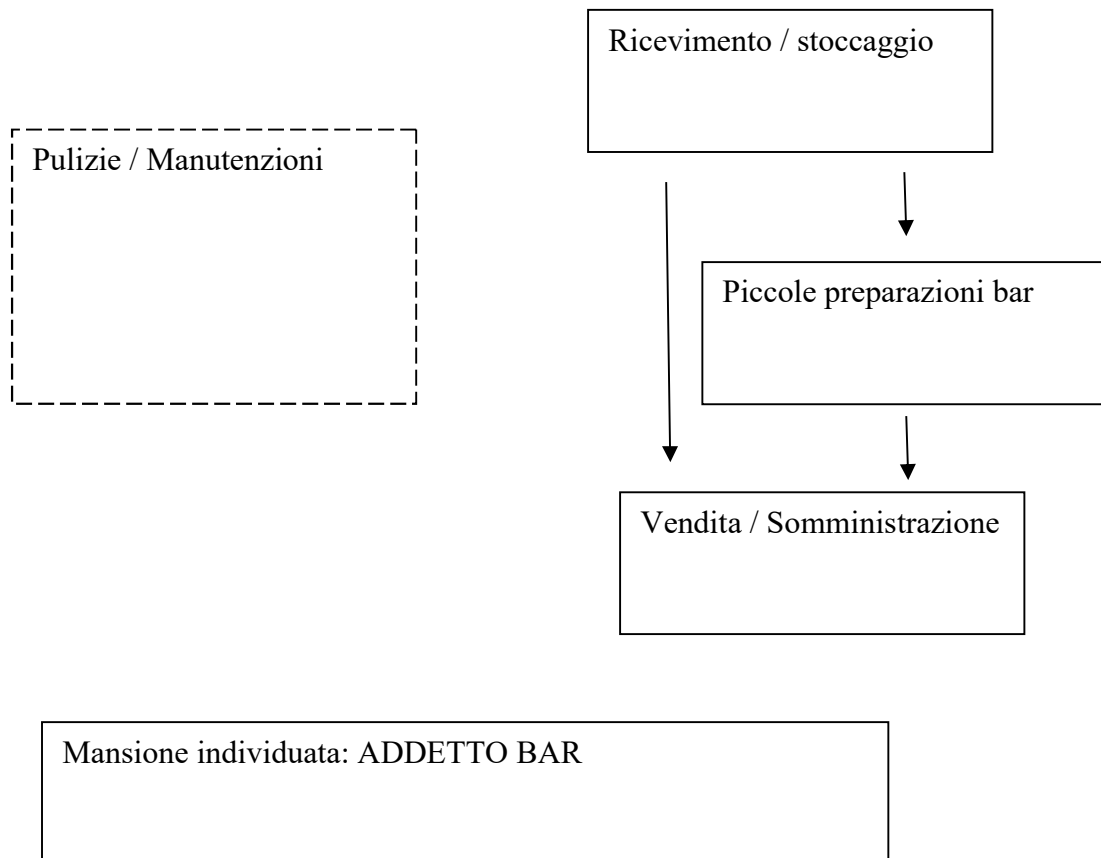 Ricevimento / stoccaggio
Pulizie / Manutenzioni
Piccole preparazioni bar
Vendita / Somministrazione
Mansione individuata: ADDETTO BAR